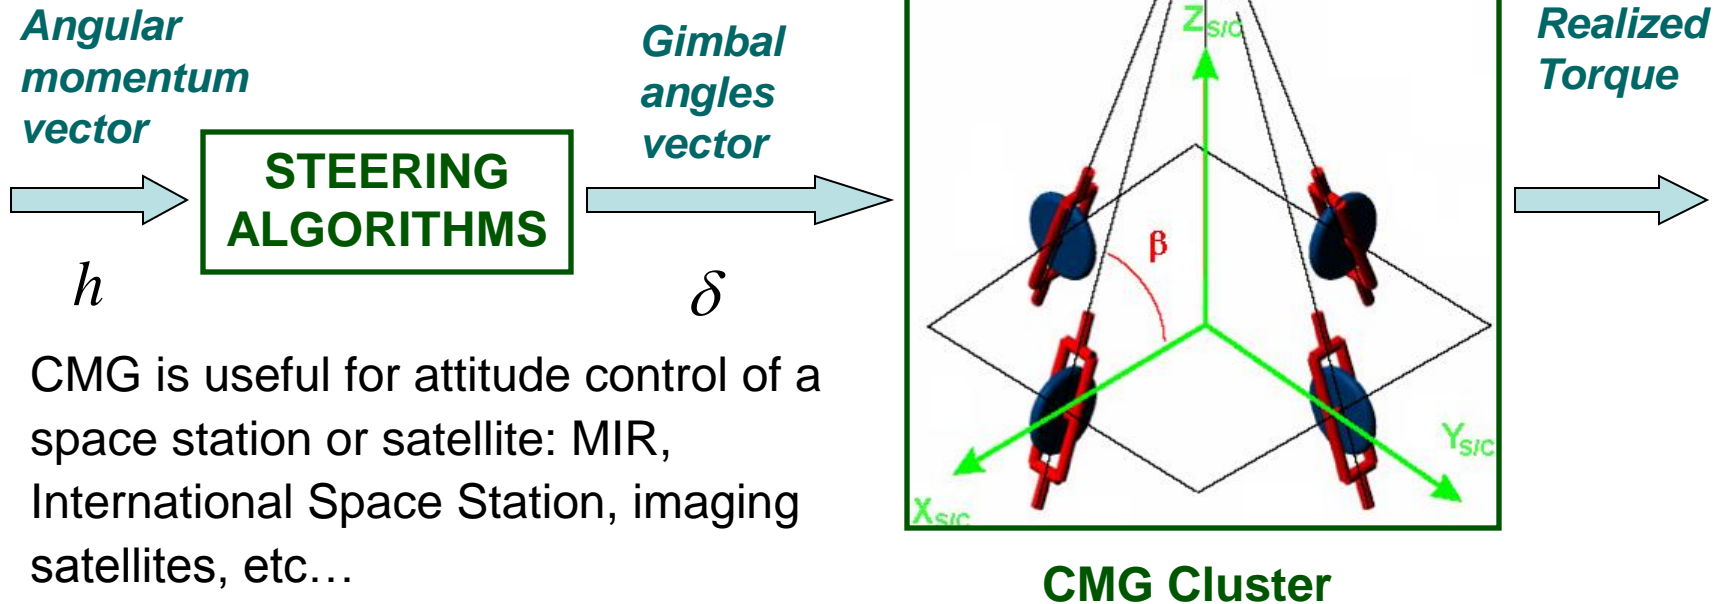 Angular
momentum
vector
STEERING
ALGORITHMS
h
Gimbal
angles
vector
δ
Z S/C
β
Y S/C
X S/C
Realized
Torque
CMG is useful for attitude control of a
space station or satellite: MIR,
International Space Station, imaging
satellites, etc…
CMG Cluster